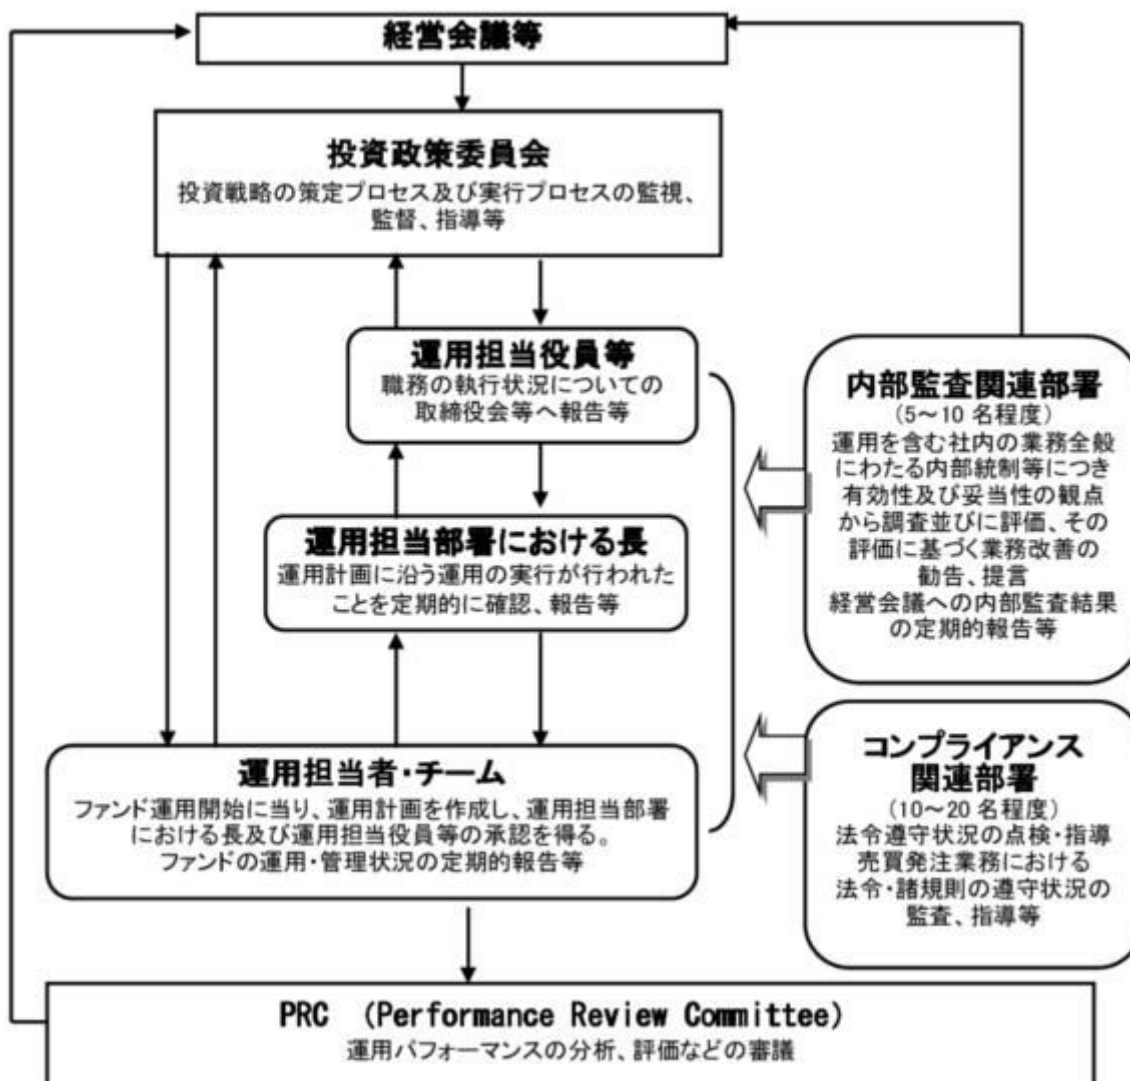 経営会議等
投資政策委員会
投資戦略の策定プロセス及び実行プロセスの監視、
監督、指導等
運用担当役員等
職務の執行状況についての
取締役会等へ報告等
運用担当部署における長
運用計画に沿う運用の実行が行われた
ことを定期的に確認、報告等
運用担当者・チーム
ファンド運用開始に当り、運用計画を作成し、運用担当部署
における長及び運用担当役員等の承認を得る。
ファンドの運用・管理状況の定期的報告等
内部監査関連部署
(5～10 名程度)
運用を含む社内の業務全般
にわたる内部統制等につき
有効性及び妥当性の観点
から調査並びに評価、その
評価に基づく業務改善の
勧告、提言
経営会議への内部監査結果
の定期的報告等
コンプライアンス
関連部署
(10～20 名程度)
法令遵守状況の点検・指導
売買発注業務における
法令・諸規則の遵守状況の
監査、指導等
PRC (Performance Review Committee)
運用パフォーマンスの分析、評価などの審議